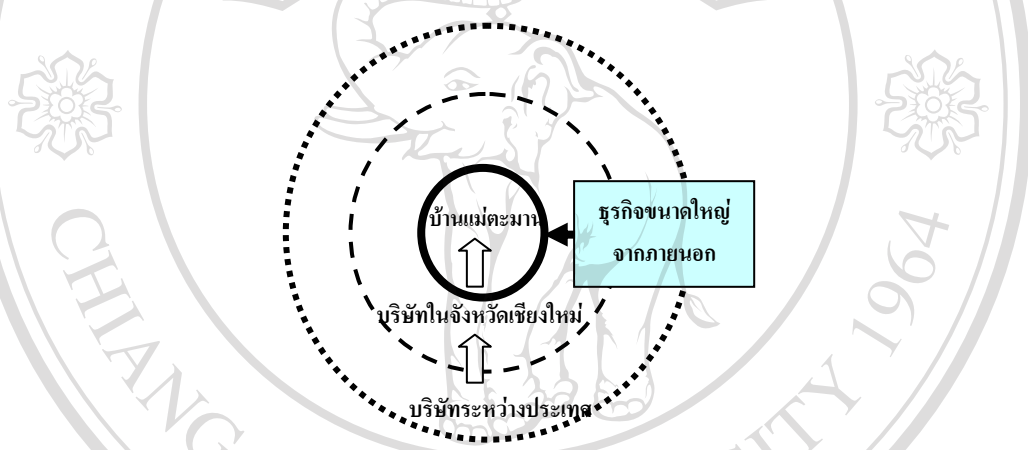 บ้านแม่ตะมาน
ธุรกิจขนาดใหญ่
จากภายนอก
บริษัทในจังหวัดเชียงใหม่
บริษัทระหว่างประเทศ
CHIANG
ITY 1964